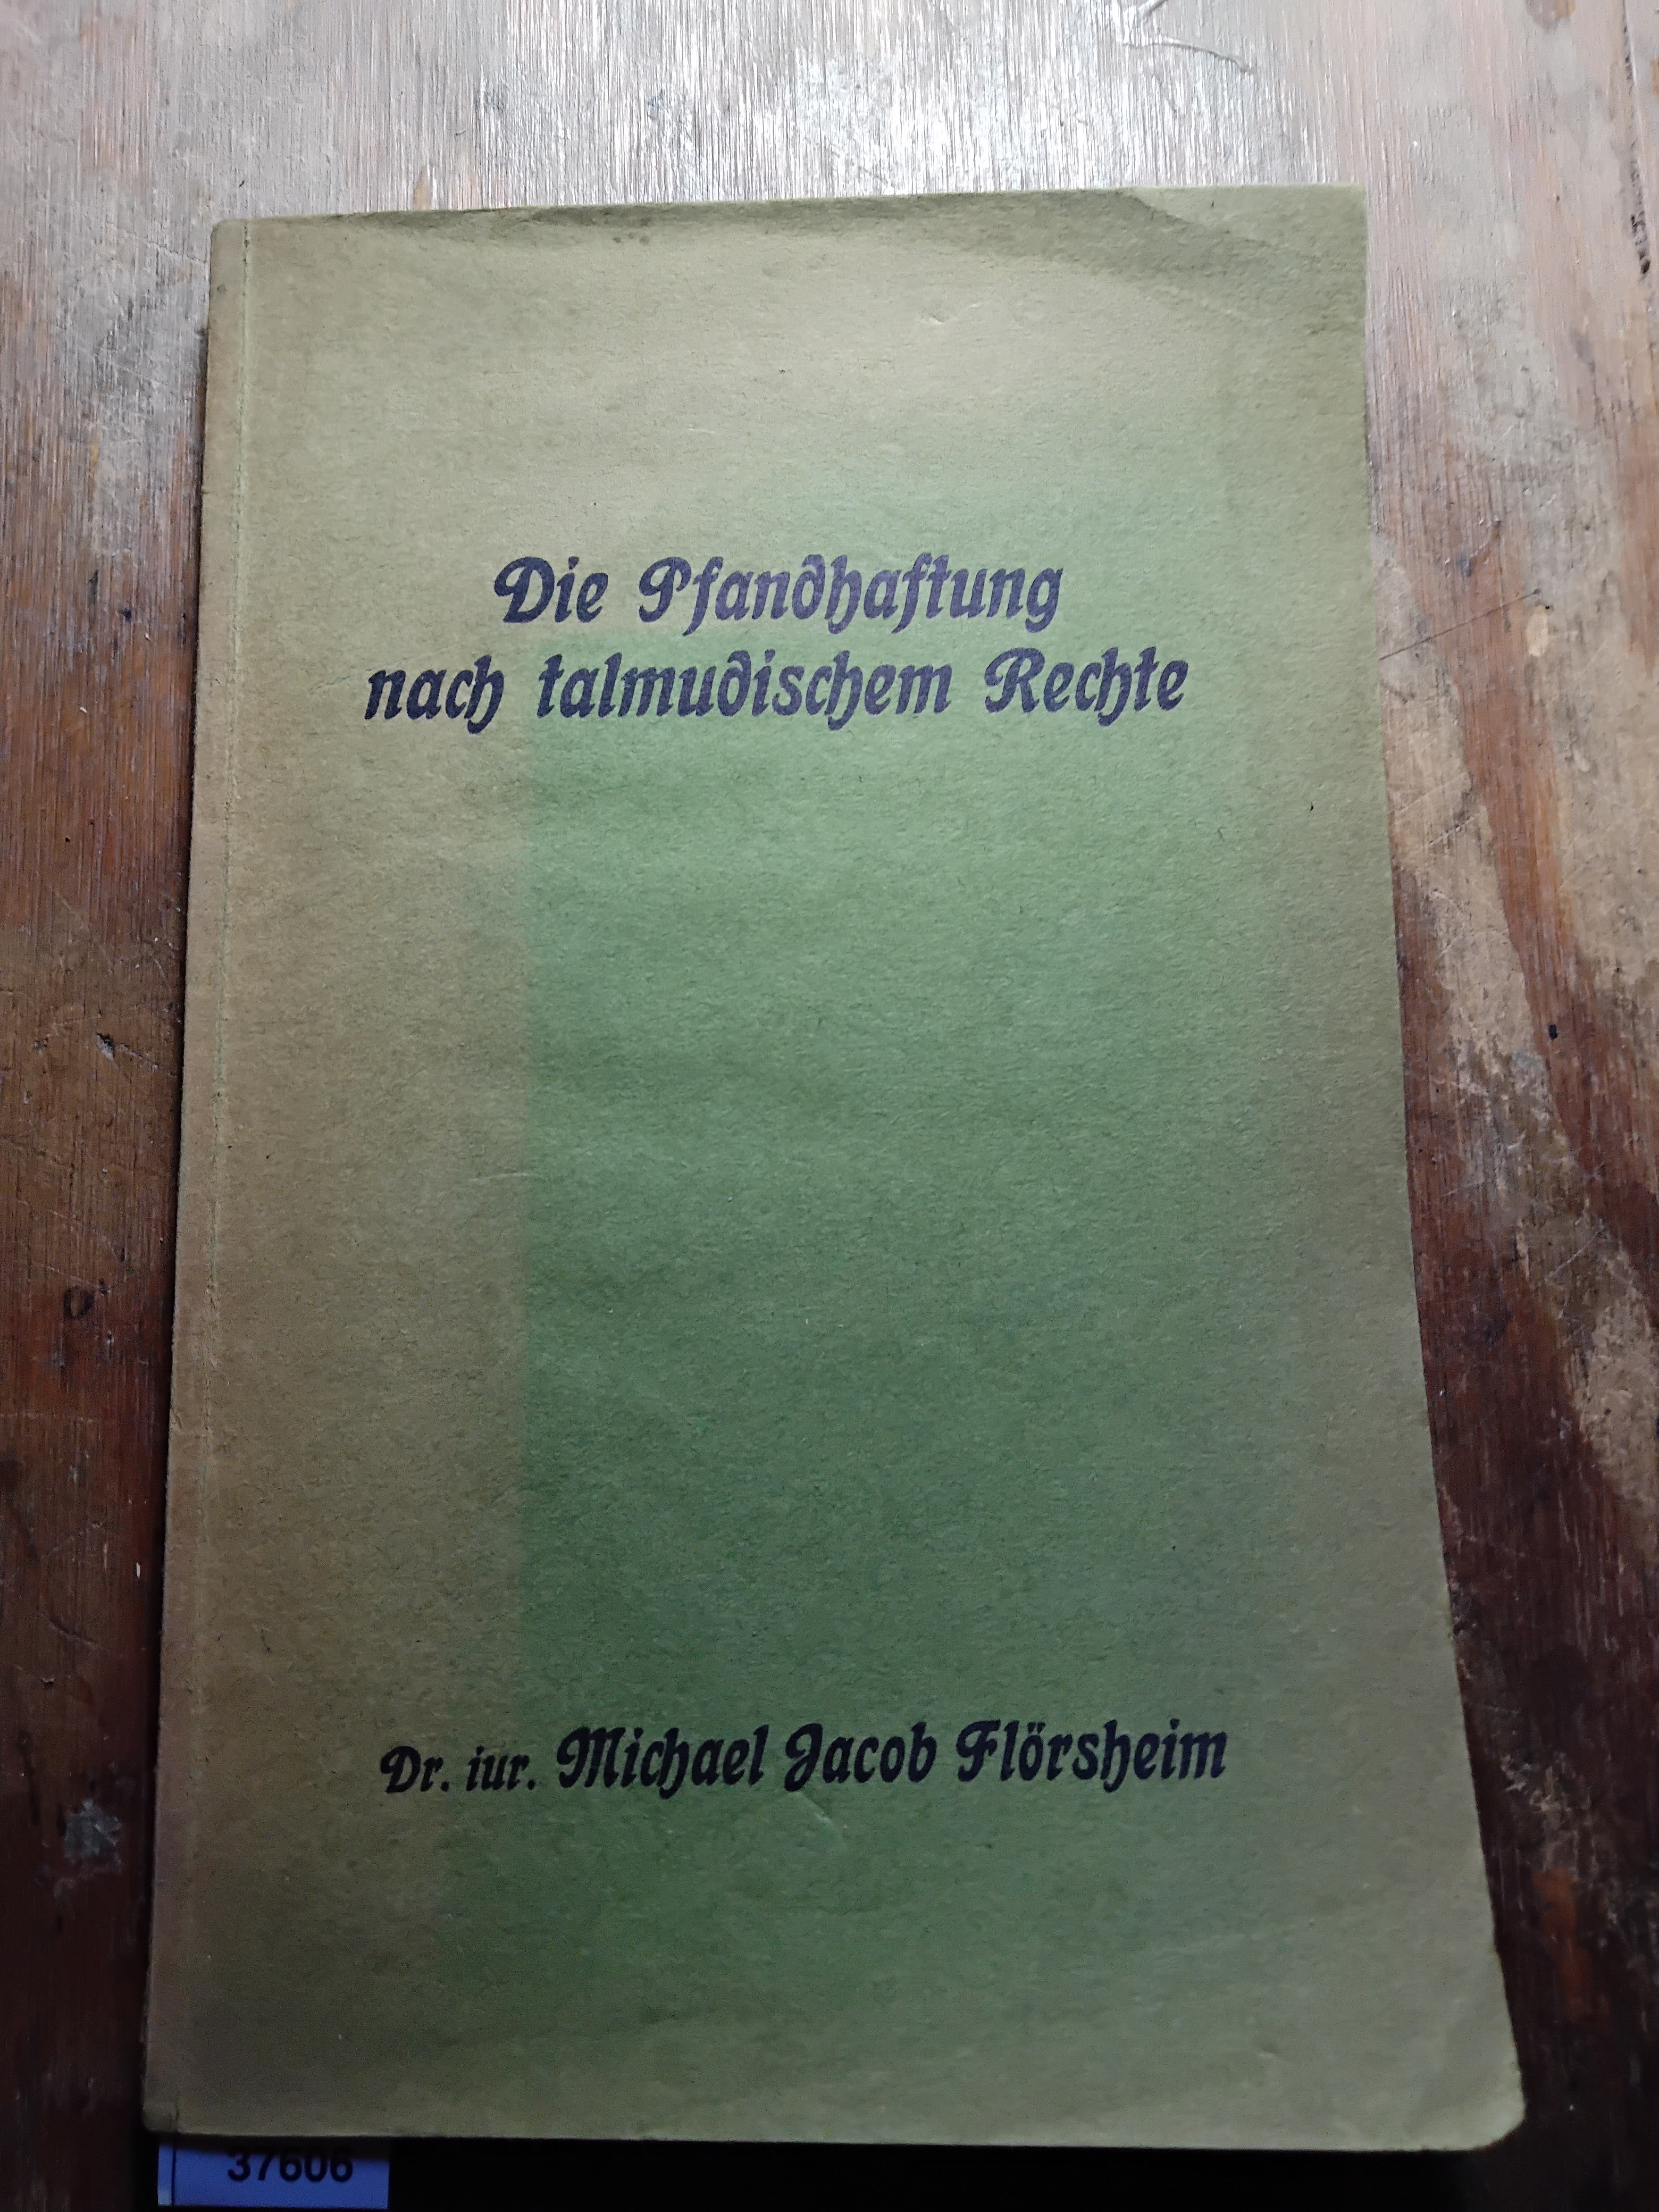 Die Pfandhaftung
nach talmudischem Rechte
Dr. iur. Michael Jacob Flörsheim
37606